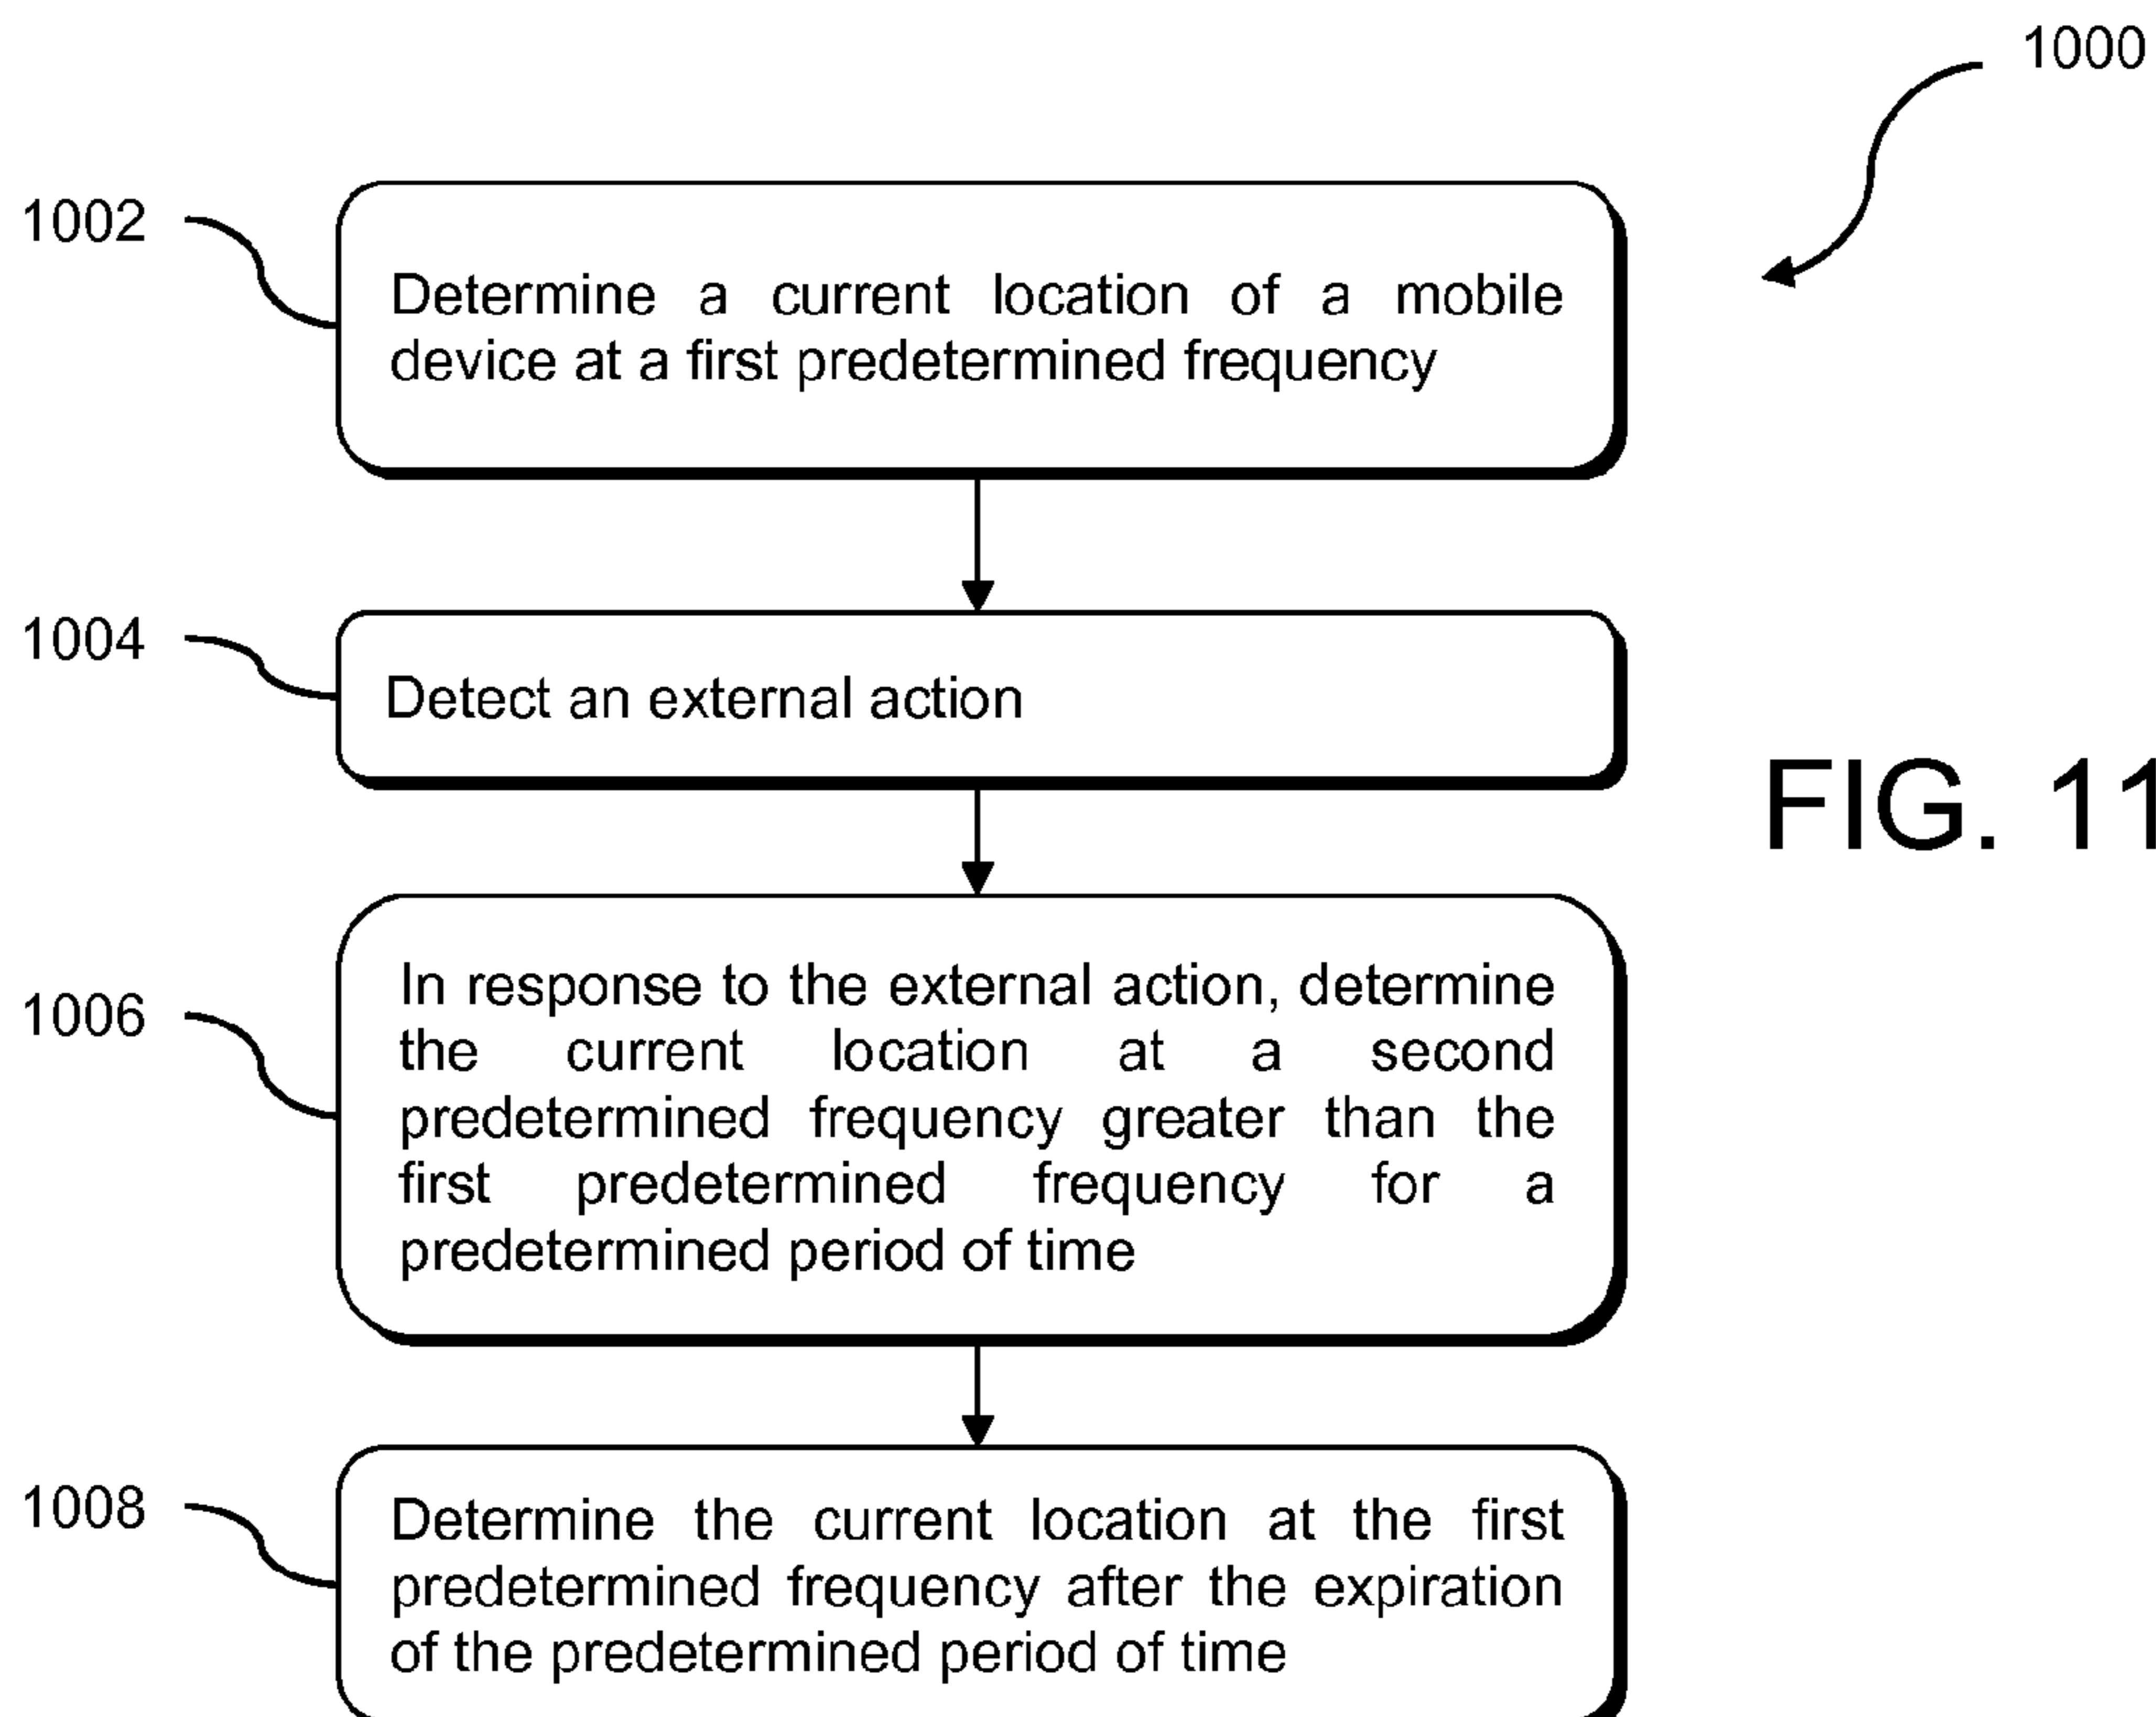 1000
1002
Determine a current location of a mobile
device at a first predetermined frequency
1004
Detect an external action
FIG. 11
1006
In response to the external action, determine
the current location at a second
predetermined frequency greater than the
first predetermined frequency for a
predetermined period of time
1008
Determine the current location at the first
predetermined frequency after the expiration
of the predetermined period of time